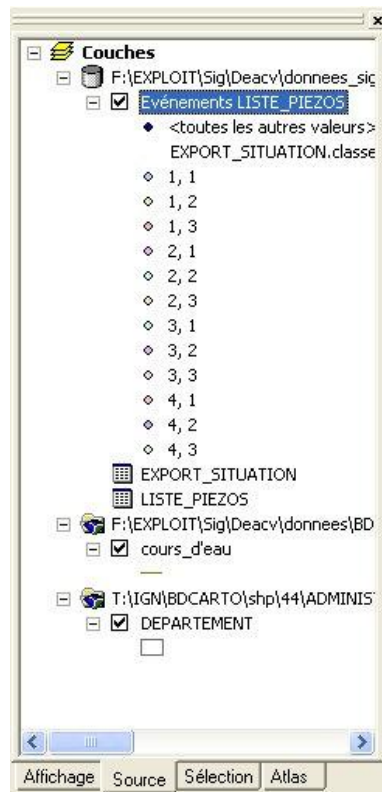 Couches
F:\EXPLOIT\Sig\Deacv\donnees_sig
Evénements LISTE_PIEZOS
<toutes les autres valeurs>
EXPORT_SITUATION.classe
1, 1
1, 2
1, 3
2, 1
2, 2
2, 3
3, 1
3, 2
3, 3
4, 1
4, 2
4, 3
EXPORT_SITUATION
LISTE_PIEZOS
F:\EXPLOIT\Sig\Deacv\donnees\BD
cours_d'eau
T:\IGN\BDCARTO\shp\44\ADMINIST
DEPARTEMENT
Affichage Source Sélection Atlas